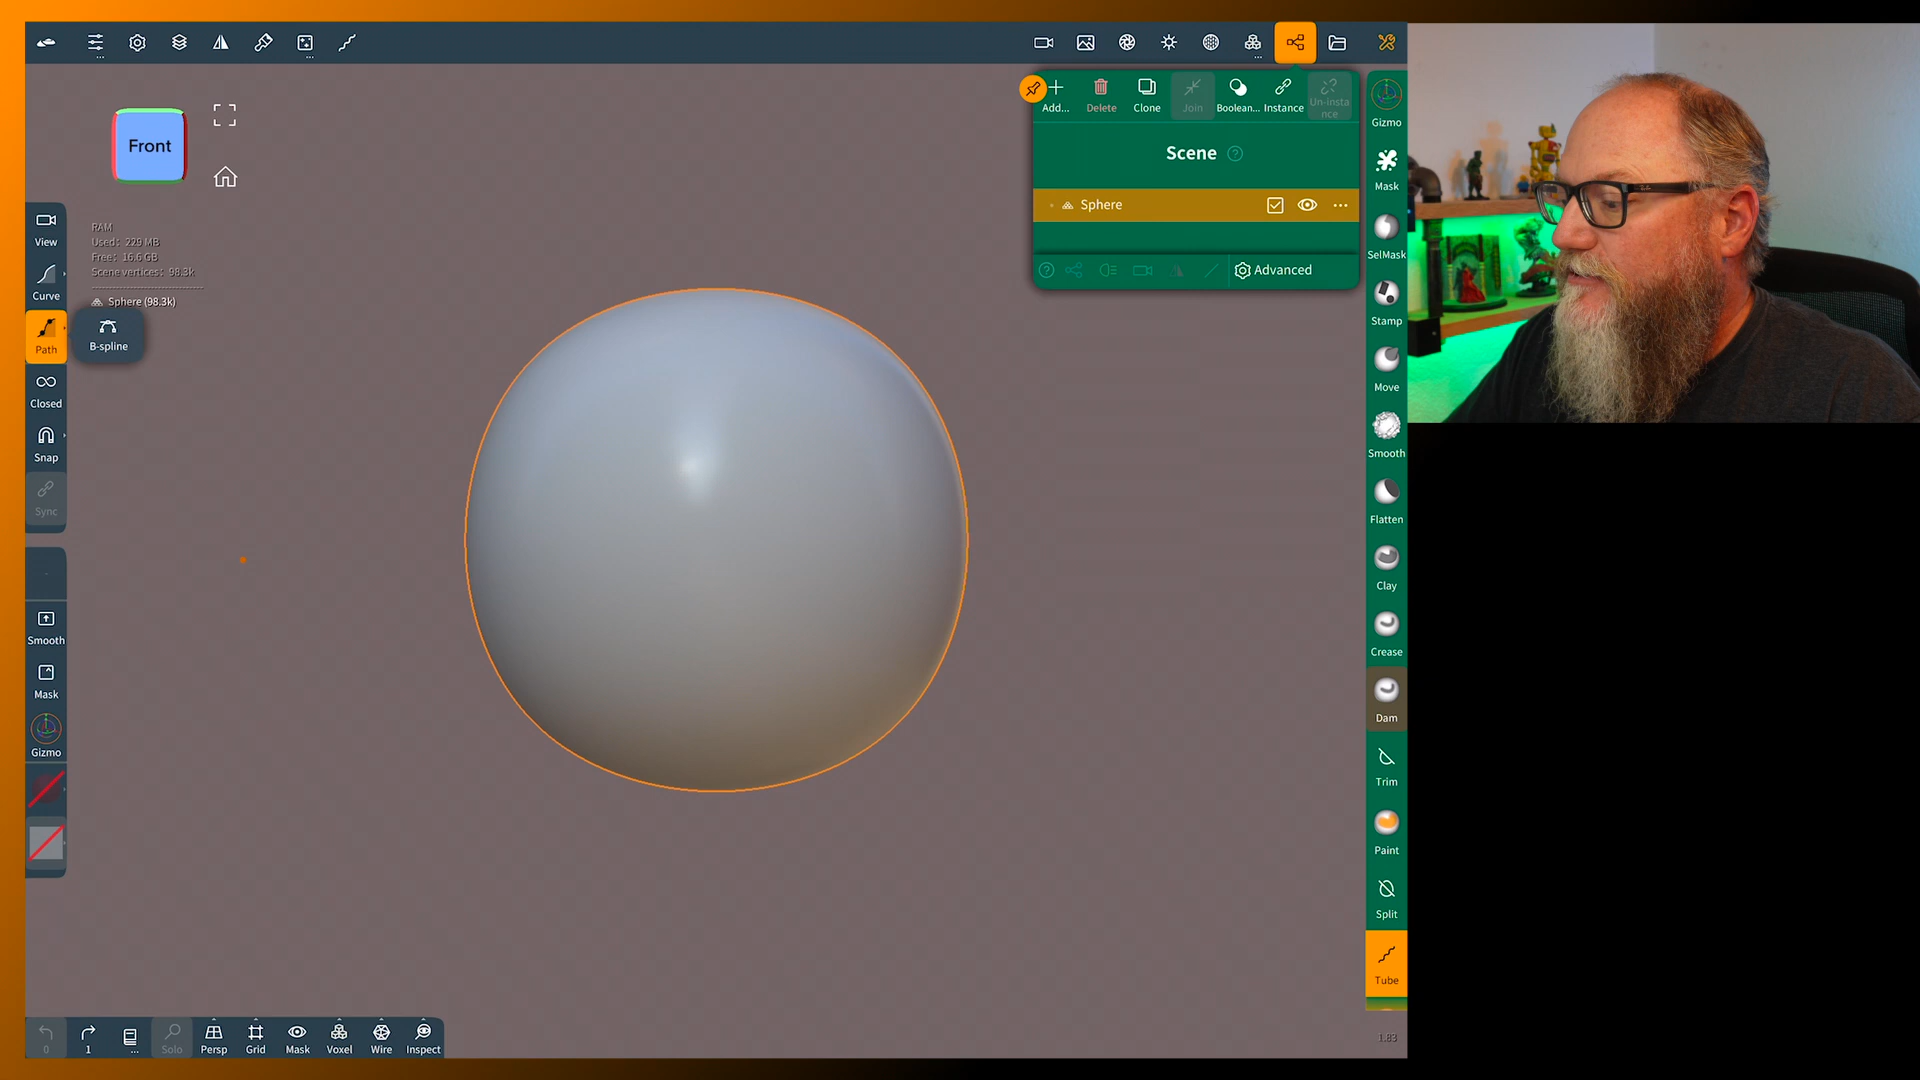 Front
View
Curve
Path
Closed
Snap
Sync
B-spline
RAM
Used: 229 MB
Free: 16.6 GB
Scene vertices: 98.3k
Sphere (98.3k)
Smooth
Mask
Gizmo
Add...
Delete
Clone
Join
Boolean...
Instance
Un-insta
nce
Scene
Sphere
Advanced
Gizmo
Mask
SelMask
Stamp
Move
Smooth
Flatten
Clay
Crease
Dam
Trim
Paint
Split
Tube
0
1
Solo
Persp
Grid
Mask
Voxel
Wire
Inspect
1.83